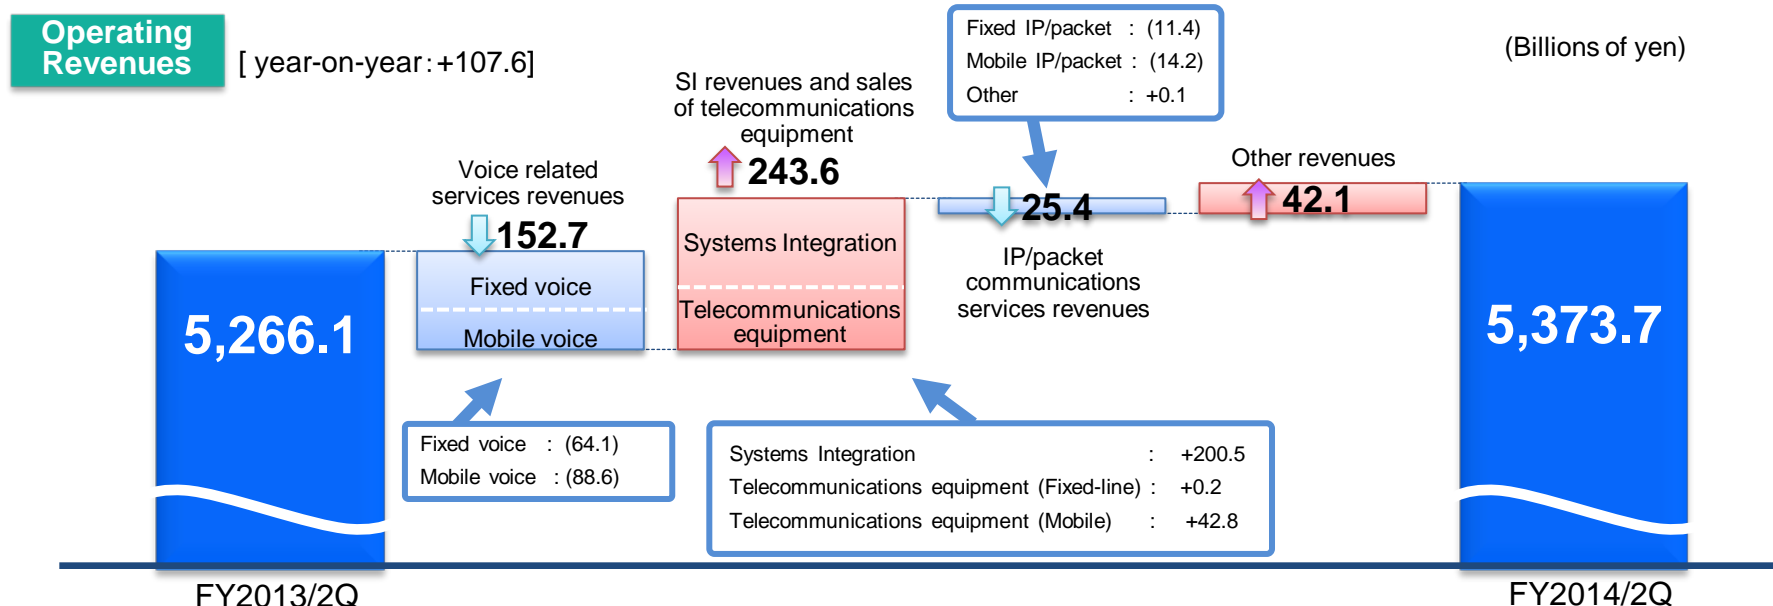 Operating
Revenues
[ year-on-year：+107.6]
(Billions of yen)
Fixed IP/packet : (11.4)
Mobile IP/packet : (14.2)
Other : +0.1
SI revenues and sales
of telecommunications
equipment
243.6
Voice related
services revenues
152.7
Other revenues
42.1
25.4
IP/packet
communications
services revenues
Systems Integration
Telecommunications
equipment
Fixed voice
Mobile voice
5,266.1
5,373.7
Fixed voice : (64.1)
Mobile voice : (88.6)
Systems Integration : +200.5
Telecommunications equipment (Fixed-line) : +0.2
Telecommunications equipment (Mobile) : +42.8
FY2013/2Q
FY2014/2Q